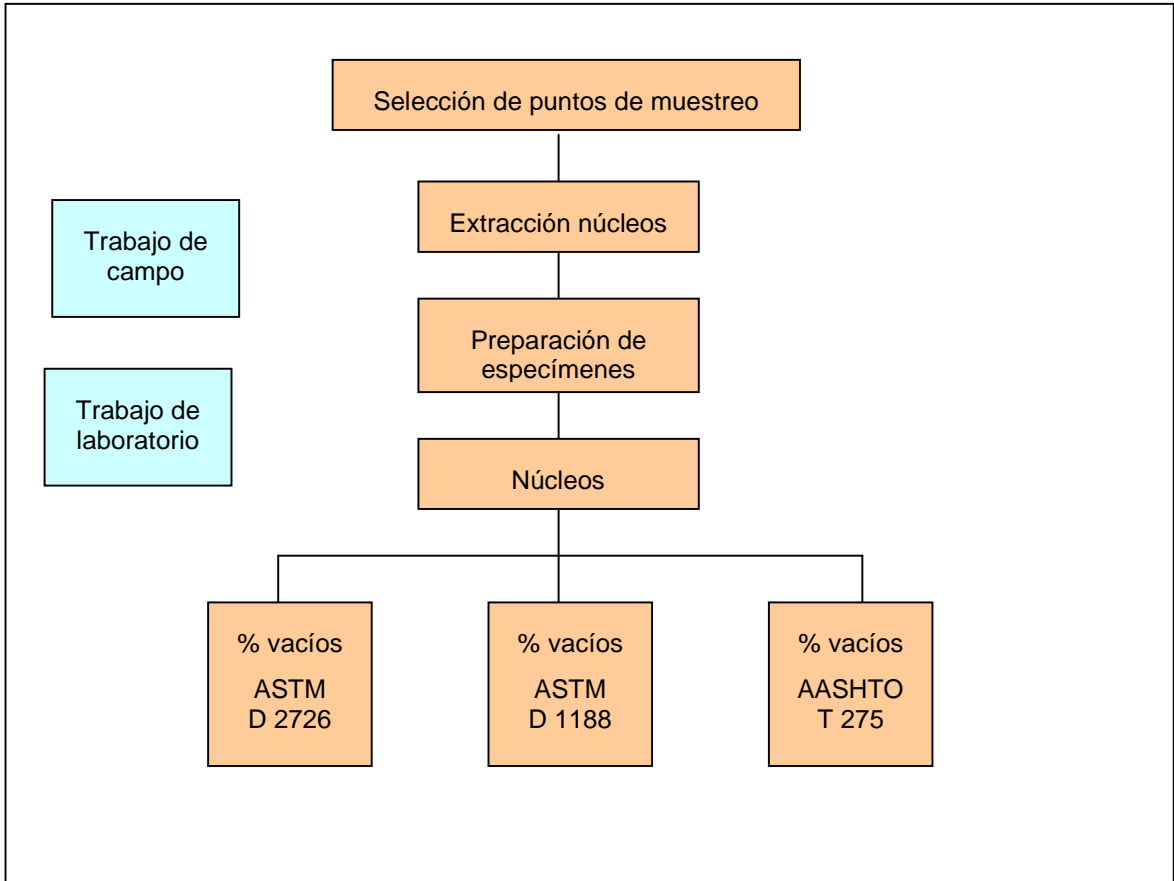 Selección de puntos de muestreo
Extracción núcleos
Trabajo de
campo
Preparación de
especímenes
Trabajo de
laboratorio
Núcleos
% vacíos
ASTM
D 2726
% vacíos
ASTM
D 1188
% vacíos
AASHTO
T 275